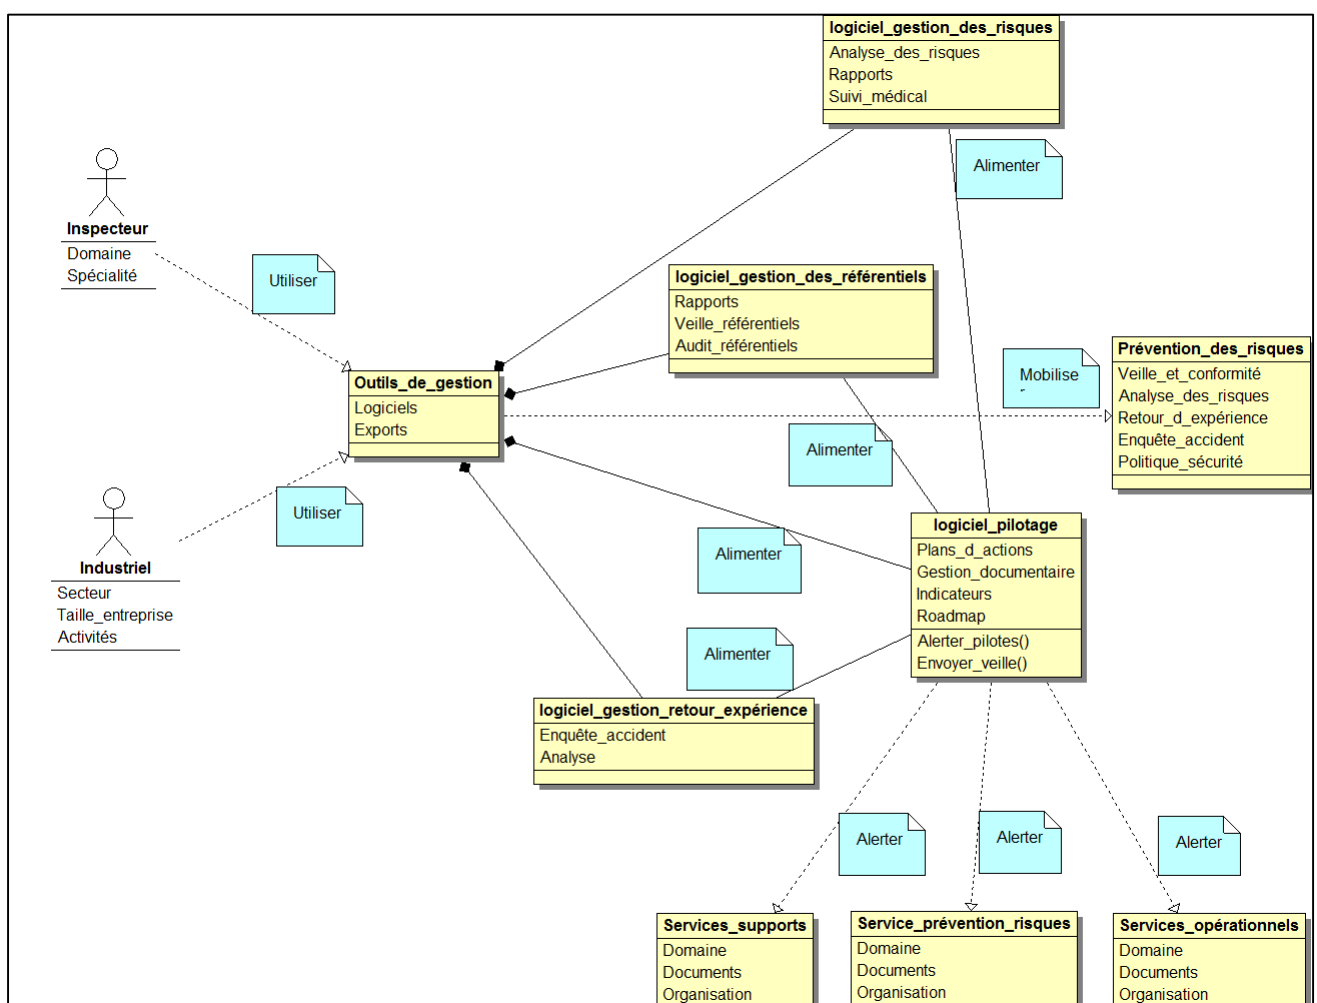 logiciel_gestion_des_risques
Analyse_des_risques
Rapports
Suivi_médical
Alimenter
Inspecteur
Domaine
Spécialité
Utiliser
logiciel_gestion_des_référentiels
Rapports
Veille_référentiels
Audit_référentiels
Prévention_des_risques
Veille_et_conformité
Analyse_des_risques
Retour_d_expérience
Enquête_accident
Politique_sécurité
Mobilise
Outils_de_gestion
Logiciels
Exports
Alimenter
Utiliser
Industriel
Secteur
Taille_entreprise
Activités
logiciel_pilotage
Plans_d_actions
Gestion_documentaire
Indicateurs
Roadmap
Alerter_pilotes()
Envoyer_veille()
Alimenter
Alimenter
logiciel_gestion_retour_expérience
Enquête_accident
Analyse
Alerter
Alerter
Alerter
Services_supports
Domaine
Documents
Organisation
Service_prévention_risques
Domaine
Documents
Organisation
Services_opérationnels
Domaine
Documents
Organisation